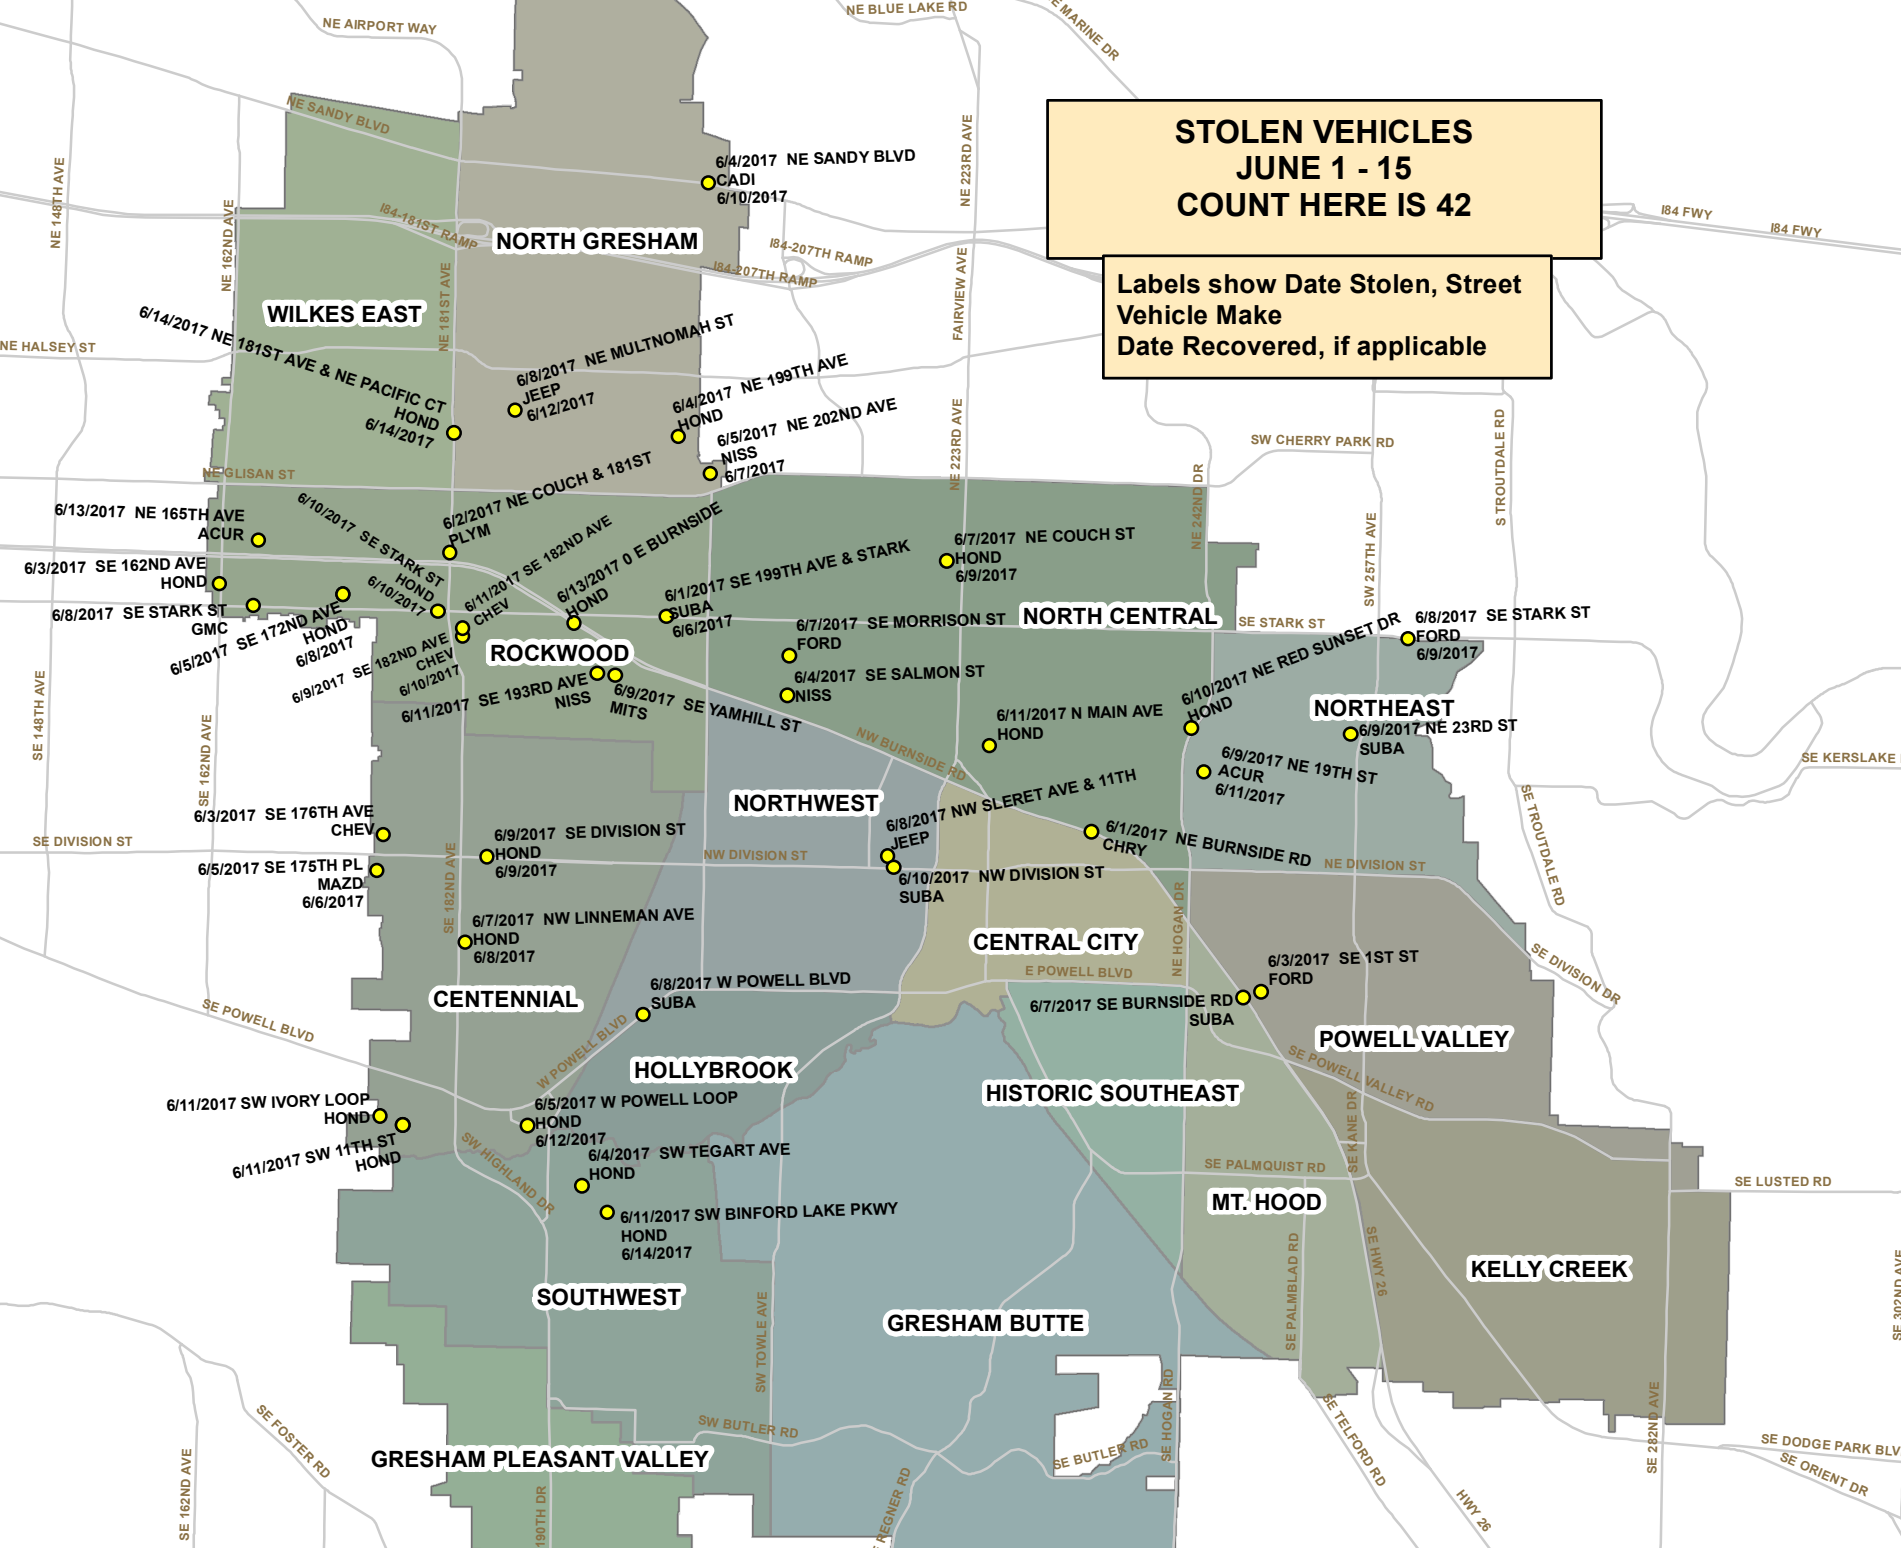 NE AIRPORT WAY
NE BLUE LAKE RD
E MARINE DR
NE SANDY BLVD
STOLEN VEHICLES
JUNE 1 - 15
COUNT HERE IS 42
Labels show Date Stolen, Street
Vehicle Make
Date Recovered, if applicable
NE 148TH AVE
NE 162ND AVE
NE 223RD AVE
6/4/2017 NE SANDY BLVD
CADI
6/10/2017
I84-181ST RAMP
NORTH GRESHAM
I84-207TH RAMP
I84-207TH RAMP
I84 FWY
I84 FWY
NE 181ST AVE
FAIRVIEW AVE
WILKES EAST
NE HALSEY ST
6/14/2017 NE 181ST AVE & NE PACIFIC CT
HOND
6/14/2017
6/8/2017 NE MULTNOMAH ST
JEEP
6/12/2017
6/4/2017 NE 199TH AVE
HOND
6/5/2017 NE 202ND AVE
NISS
6/7/2017
NE 223RD AVE
SW CHERRY PARK RD
S TROUTDALE RD
NE GLISAN ST
NE 242ND DR
SW 257TH AVE
6/13/2017 NE 165TH AVE
ACUR
6/10/2017 SE STARK ST
HOND
6/10/2017
6/2/2017 NE COUCH & 181ST
PLYM
6/11/2017 SE 182ND AVE
CHEV
6/13/2017 0 E BURNSIDE
HOND
6/1/2017 SE 199TH AVE & STARK
SUBA
6/6/2017
6/7/2017 NE COUCH ST
HOND
6/9/2017
6/3/2017 SE 162ND AVE
HOND
6/8/2017 SE STARK ST
GMC
6/5/2017 SE 172ND AVE
HOND
6/8/2017
6/9/2017 SE 182ND AVE
CHEV
6/10/2017
ROCKWOOD
6/7/2017 SE MORRISON ST
FORD
NORTH CENTRAL
SE STARK ST
6/8/2017 SE STARK ST
FORD
6/9/2017
6/4/2017 SE SALMON ST
NISS
6/11/2017 SE 193RD AVE
NISS
6/9/2017 SE YAMHILL ST
MITS
6/10/2017 NE RED SUNSET DR
HOND
NORTHEAST
6/9/2017 NE 23RD ST
SUBA
6/11/2017 N MAIN AVE
HOND
NW BURNSIDE RD
6/9/2017 NE 19TH ST
ACUR
6/11/2017
SE KERSLAKE
SE 148TH AVE
SE 162ND AVE
NORTHWEST
6/8/2017 NW SLERET AVE & 11TH
JEEP
6/1/2017 NE BURNSIDE RD
CHRY
SE TROUTDALE RD
6/3/2017 SE 176TH AVE
CHEV
SE DIVISION ST
6/9/2017 SE DIVISION ST
HOND
6/9/2017
NW DIVISION ST
6/10/2017 NW DIVISION ST
SUBA
NE DIVISION ST
6/5/2017 SE 175TH PL
MAZD
6/6/2017
SE 182ND AVE
6/7/2017 NW LINNEMAN AVE
HOND
6/8/2017
CENTRAL CITY
NE HOGAN DR
SE DIVISION DR
6/3/2017 SE 1ST ST
FORD
E POWELL BLVD
6/7/2017 SE BURNSIDE RD
SUBA
CENTENNIAL
6/8/2017 W POWELL BLVD
SUBA
SE POWELL BLVD
W POWELL BLVD
POWELL VALLEY
HOLLYBROOK
SE POWELL VALLEY RD
HISTORIC SOUTHEAST
6/11/2017 SW IVORY LOOP
HOND
6/11/2017 SW 11TH ST
HOND
6/5/2017 W POWELL LOOP
HOND
6/12/2017
6/4/2017 SW TEGART AVE
HOND
SW HIGHLAND DR
SE KANE DR
SE PALMQUIST RD
SE LUSTED RD
MT. HOOD
6/11/2017 SW BINFORD LAKE PKWY
HOND
6/14/2017
SE PALMBLAD RD
SE HWY 26
KELLY CREEK
SE 302ND AVE
SOUTHWEST
GRESHAM BUTTE
SW TOWLE AVE
SE HOGAN RD
SE 282ND AVE
SE FOSTER RD
SW BUTLER RD
SE BUTLER RD
SE TELFORD RD
GRESHAM PLEASANT VALLEY
SE DODGE PARK BLV
SE ORIENT DR
SE 162ND AVE
190TH DR
REGNER RD
HWY 26